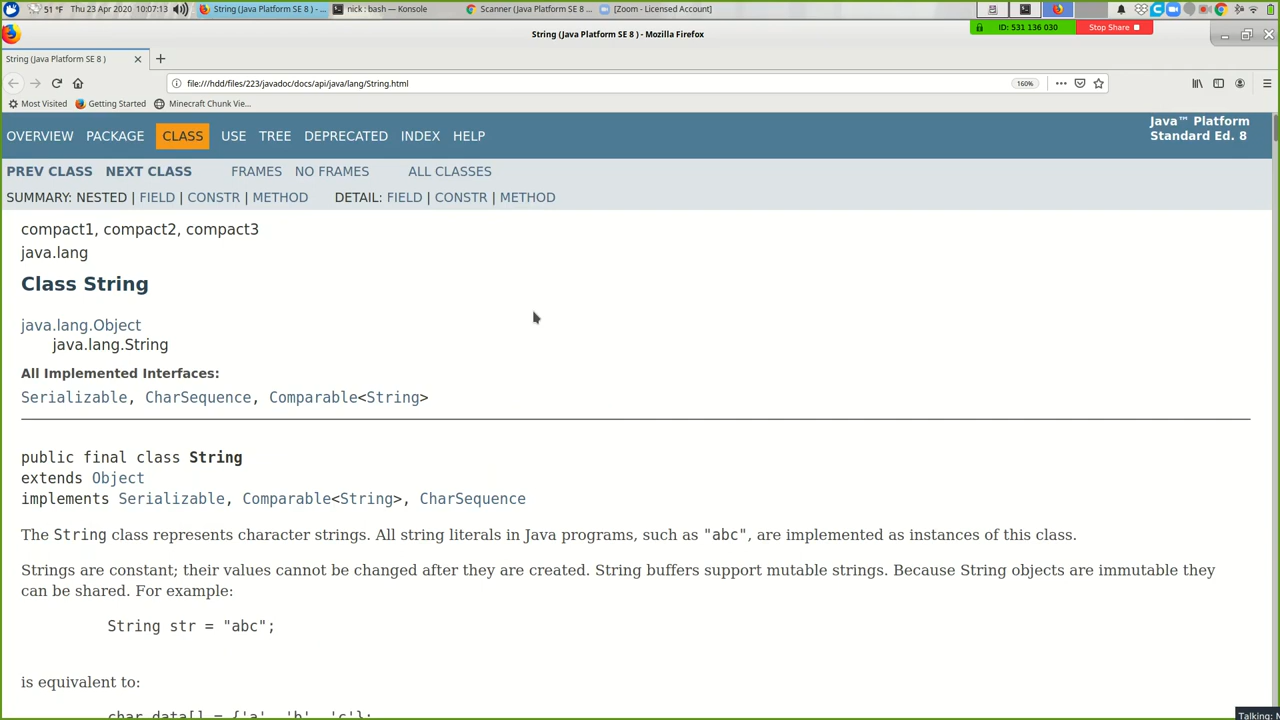 51 °F Thu 23 Apr 2020 10:07:13 String (Java Platform SE 8 ) - ... nick : bash — Konsole Scanner (Java Platform SE 8 ... [Zoom - Licensed Account]
String (Java Platform SE 8 ) - Mozilla Firefox ID: 531 136 030 Stop Share
String (Java Platform SE 8 )
file:///hdd/files/223/javadoc/docs/api/java/lang/String.html 160%
Most Visited Getting Started Minecraft Chunk Vie...
OVERVIEW PACKAGE CLASS USE TREE DEPRECATED INDEX HELP
Java™ Platform
Standard Ed. 8
PREV CLASS NEXT CLASS FRAMES NO FRAMES ALL CLASSES
SUMMARY: NESTED | FIELD | CONSTR | METHOD DETAIL: FIELD | CONSTR | METHOD
compact1, compact2, compact3
java.lang
Class String
java.lang.Object
java.lang.String
All Implemented Interfaces:
Serializable, CharSequence, Comparable<String>
public final class String
extends Object
implements Serializable, Comparable<String>, CharSequence
The String class represents character strings. All string literals in Java programs, such as "abc", are implemented as instances of this class.
Strings are constant; their values cannot be changed after they are created. String buffers support mutable strings. Because String objects are immutable they
can be shared. For example:
String str = "abc";
is equivalent to:
char data[] = {'a', 'b', 'c'};
Talking: